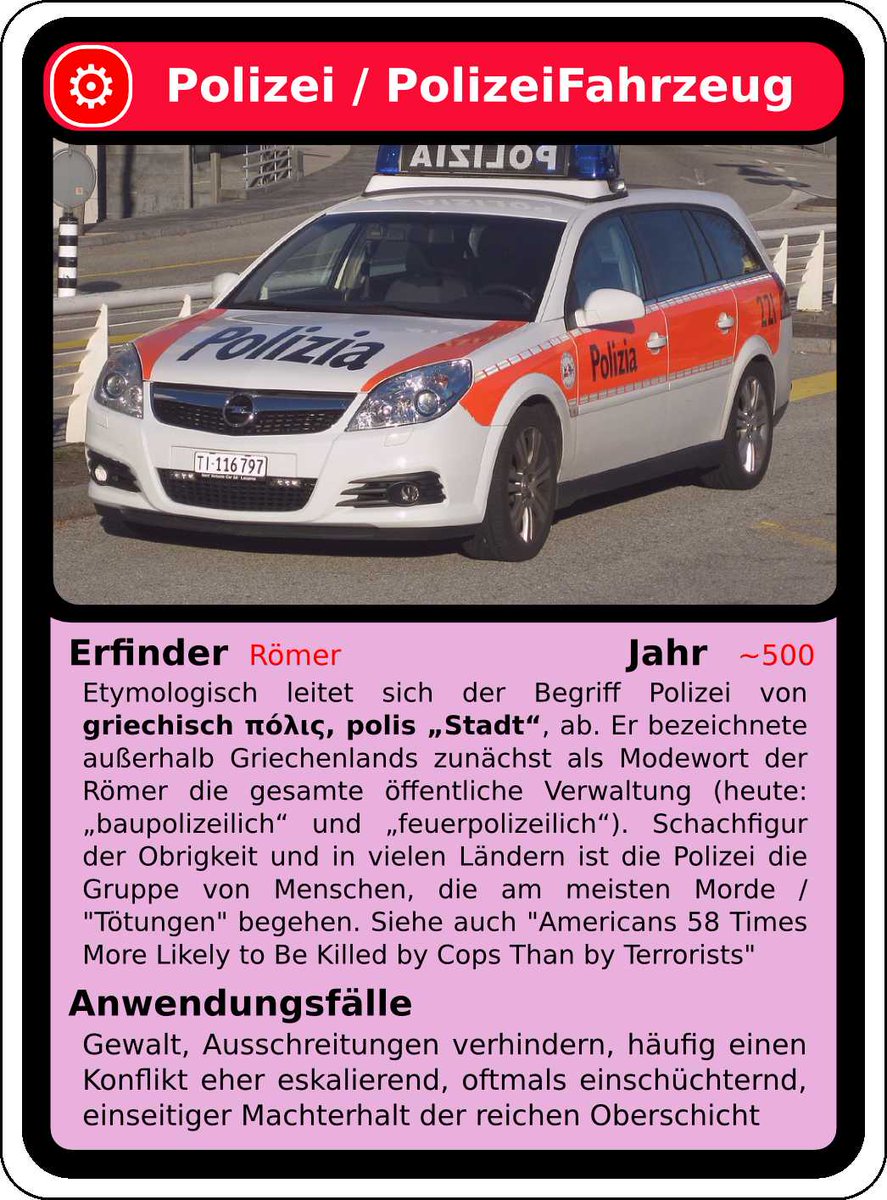 Polizei / PolizeiFahrzeug
POLIZIA
Polizia
Polizia
TI·116797
Erfinder Römer Jahr ~500
Etymologisch leitet sich der Begriff Polizei von
griechisch πόλις, polis „Stadt“, ab. Er bezeichnete
außerhalb Griechenlands zunächst als Modewort der
Römer die gesamte öffentliche Verwaltung (heute:
„baupolizeilich“ und „feuerpolizeilich“). Schachfigur
der Obrigkeit und in vielen Ländern ist die Polizei die
Gruppe von Menschen, die am meisten Morde /
"Tötungen" begehen. Siehe auch "Americans 58 Times
More Likely to Be Killed by Cops Than by Terrorists"
Anwendungsfälle
Gewalt, Ausschreitungen verhindern, häufig einen
Konflikt eher eskalierend, oftmals einschüchternd,
einseitiger Machterhalt der reichen Oberschicht